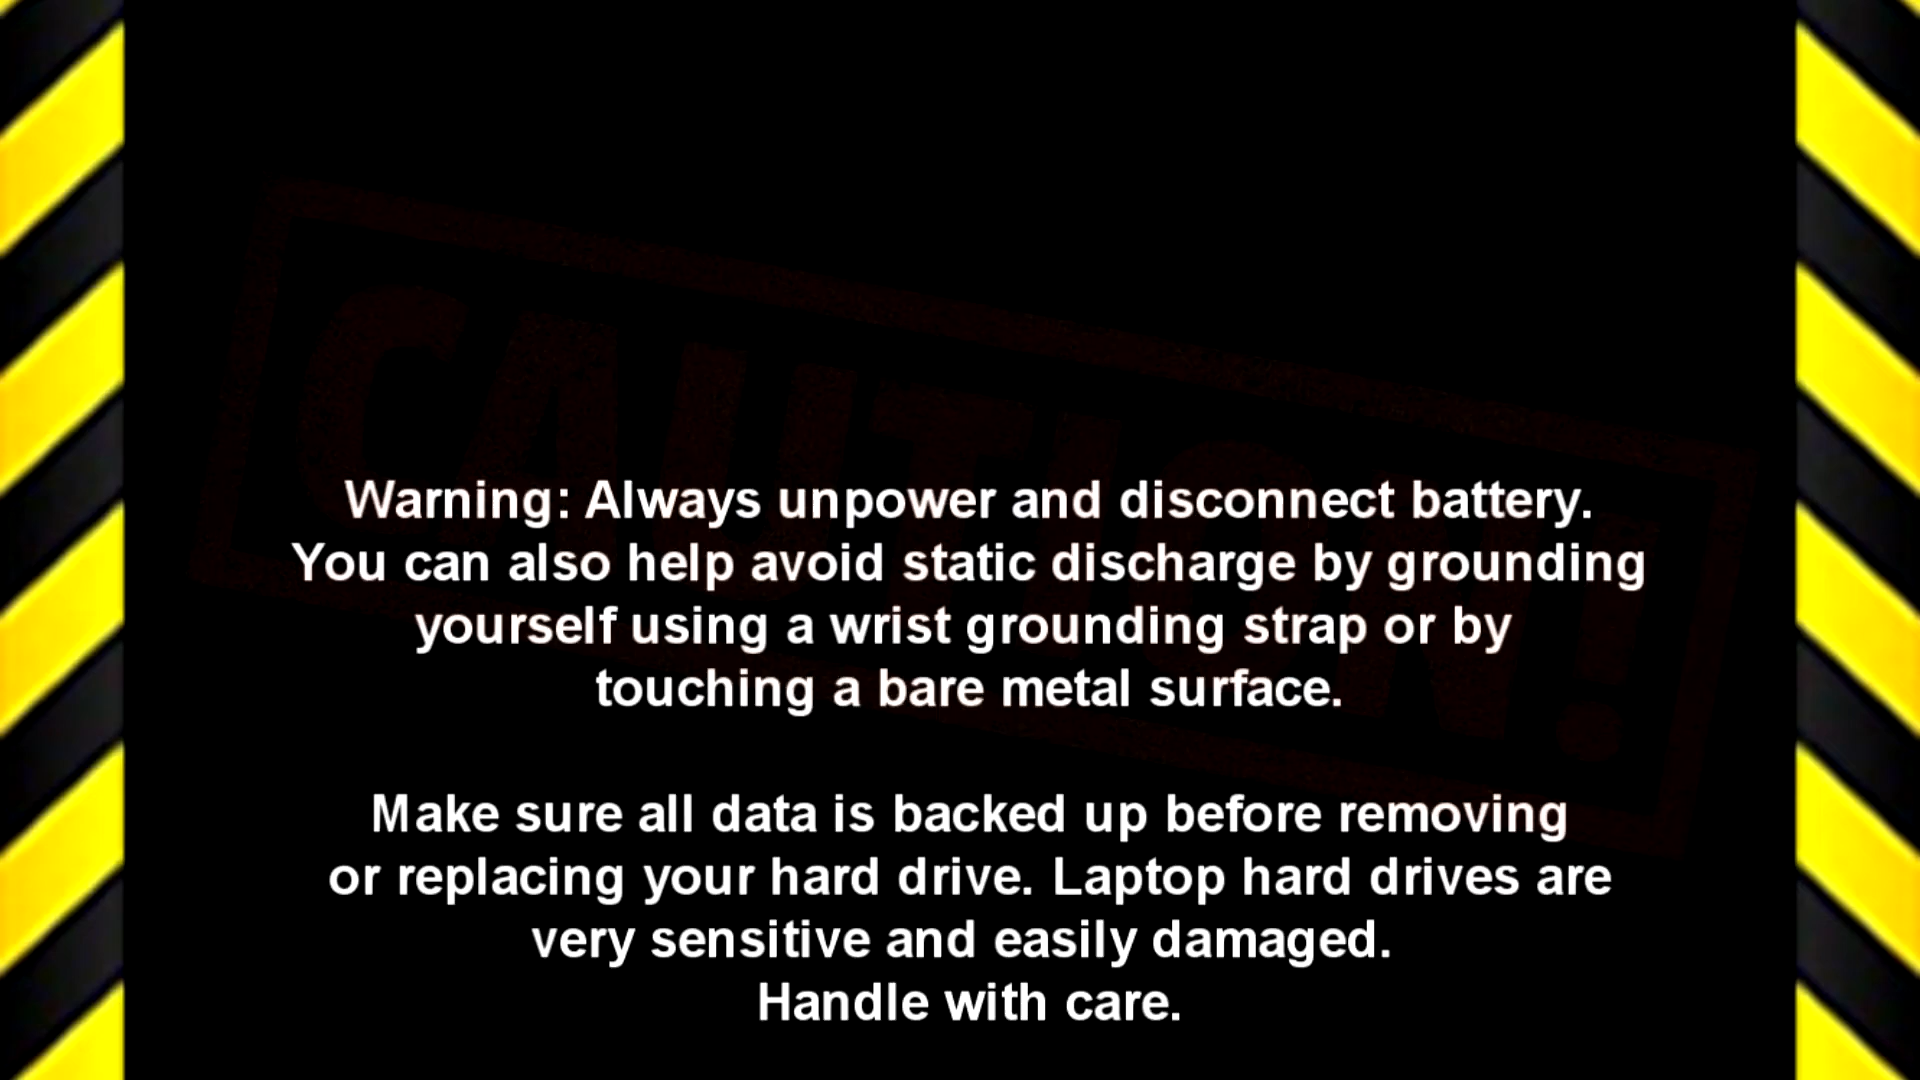 CAUTION!
Warning: Always unpower and disconnect battery.
You can also help avoid static discharge by grounding
yourself using a wrist grounding strap or by
touching a bare metal surface.
Make sure all data is backed up before removing
or replacing your hard drive. Laptop hard drives are
very sensitive and easily damaged.
Handle with care.